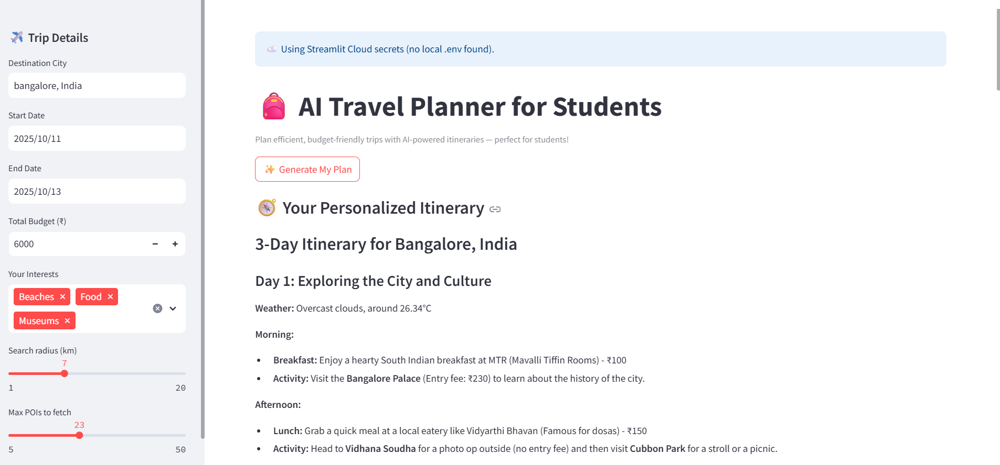 Trip Details
Destination City
bangalore, India
Start Date
2025/10/11
End Date
2025/10/13
Total Budget (₹)
6000
Your Interests
Beaches
Food
Museums
Search radius (km)
7
1
20
Max POIs to fetch
23
5
50
Using Streamlit Cloud secrets (no local .env found).
AI Travel Planner for Students
Plan efficient, budget-friendly trips with AI-powered itineraries — perfect for students!
Generate My Plan
Your Personalized Itinerary
3-Day Itinerary for Bangalore, India
Day 1: Exploring the City and Culture
Weather: Overcast clouds, around 26.34°C
Morning:
• Breakfast: Enjoy a hearty South Indian breakfast at MTR (Mavalli Tiffin Rooms) - ₹100
• Activity: Visit the Bangalore Palace (Entry fee: ₹230) to learn about the history of the city.
Afternoon:
• Lunch: Grab a quick meal at a local eatery like Vidyarthi Bhavan (Famous for dosas) - ₹150
• Activity: Head to Vidhana Soudha for a photo op outside (no entry fee) and then visit Cubbon Park for a stroll or a picnic.